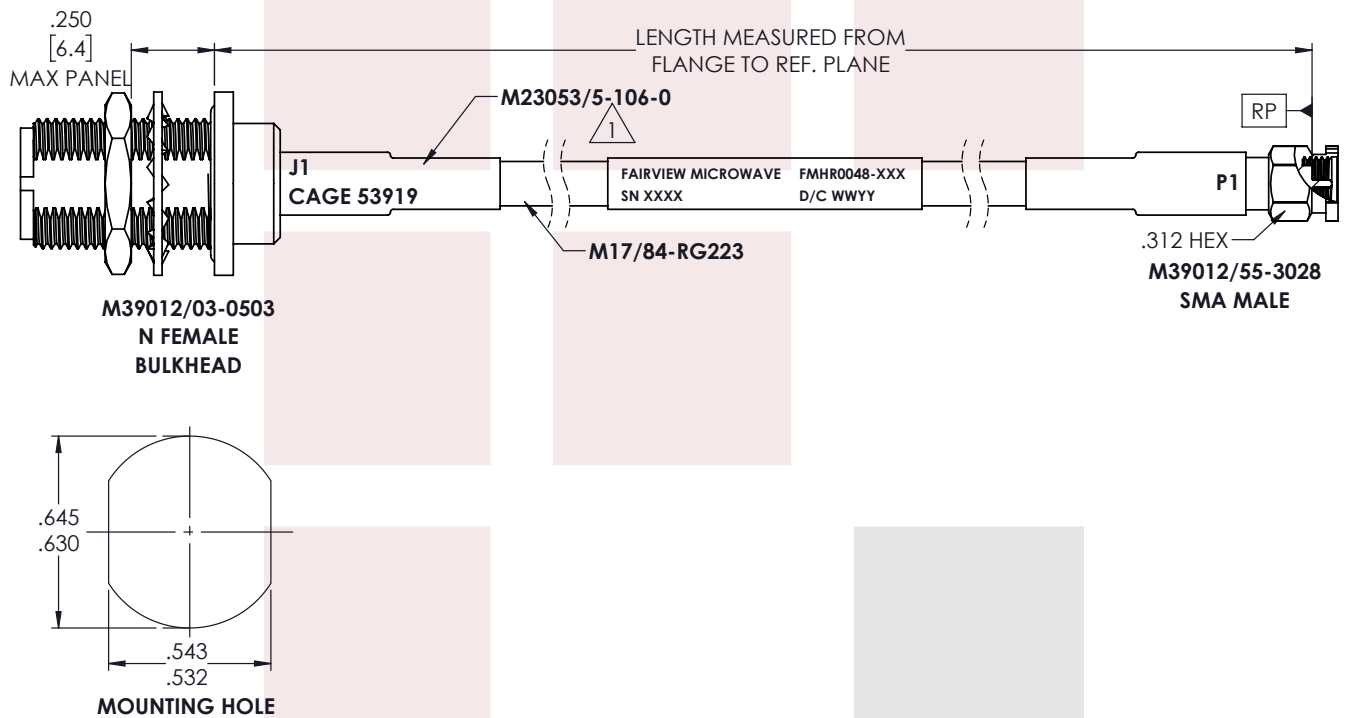 .250
[6.4]
MAX PANEL
LENGTH MEASURED FROM
FLANGE TO REF. PLANE
M23053/5-106-0
1
RP
J1
CAGE 53919
FAIRVIEW MICROWAVE FMHR0048-XXX
SN XXXX D/C WWYY
P1
M17/84-RG223
.312 HEX
M39012/55-3028
SMA MALE
M39012/03-0503
N FEMALE
BULKHEAD
.645
.630
.543
.532
MOUNTING HOLE